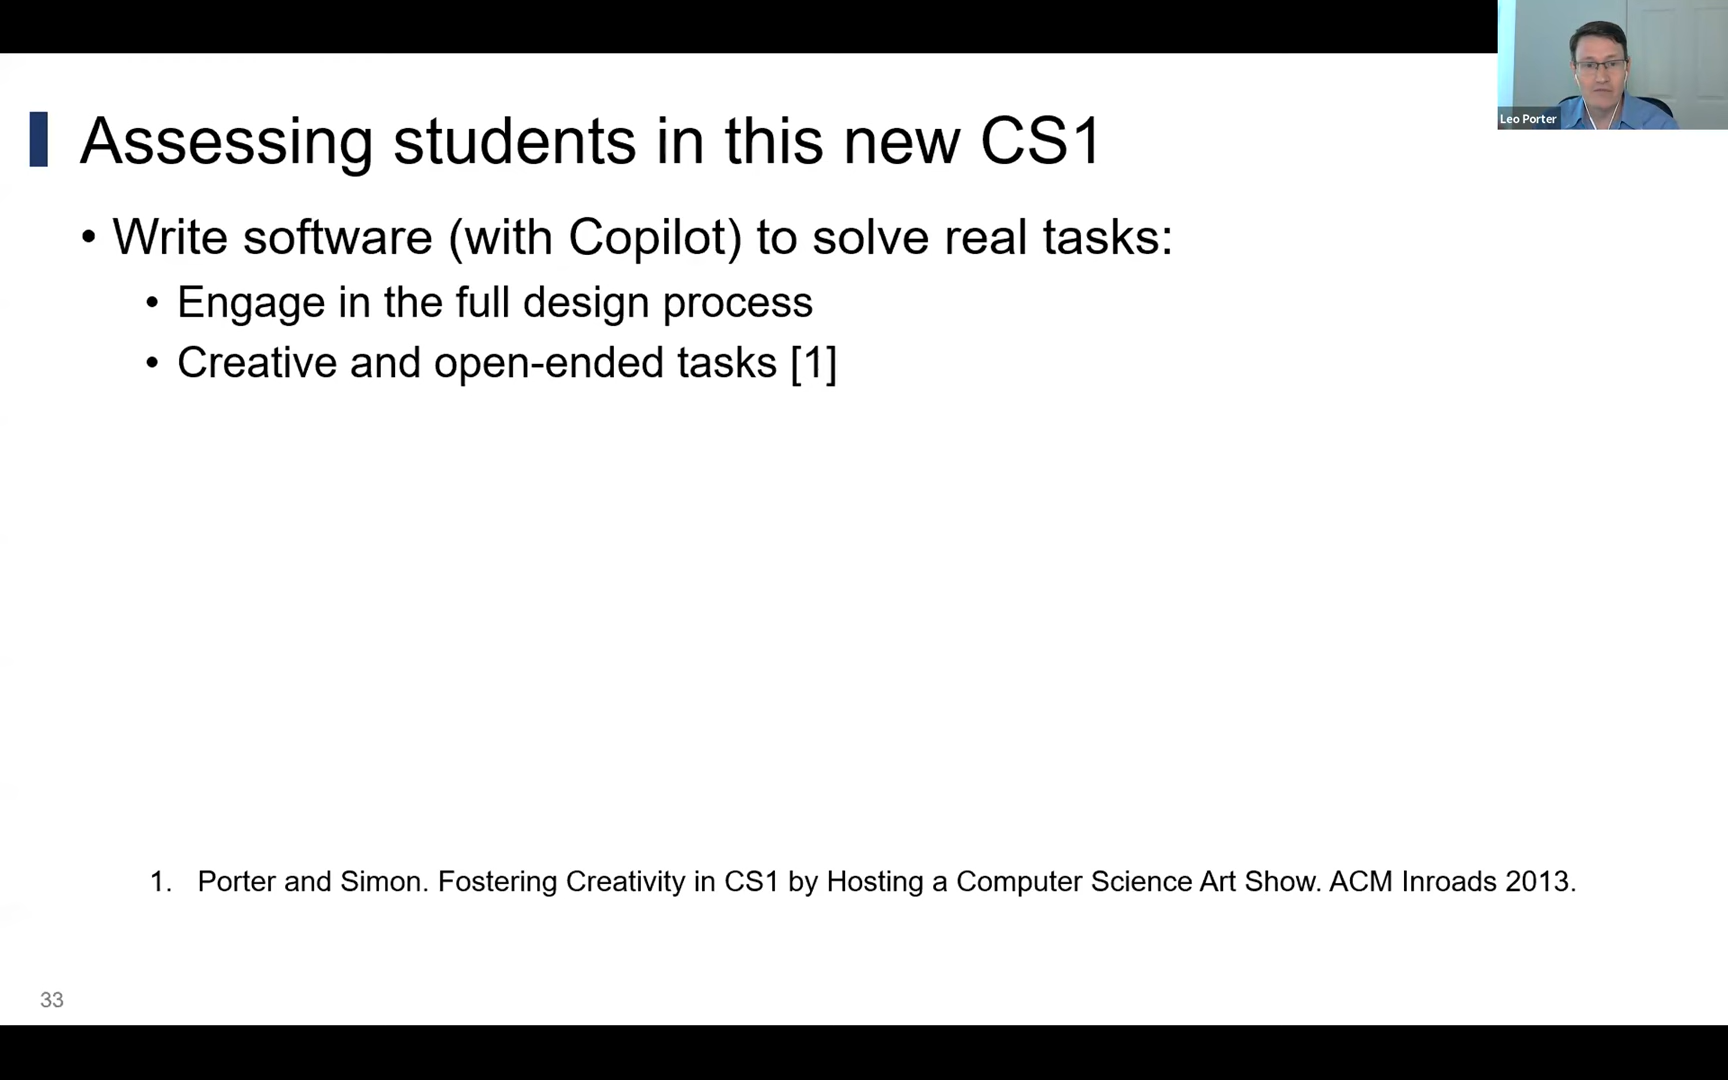 Leo Porter
Assessing students in this new CS1
• Write software (with Copilot) to solve real tasks:
• Engage in the full design process
• Creative and open-ended tasks [1]
1. Porter and Simon. Fostering Creativity in CS1 by Hosting a Computer Science Art Show. ACM Inroads 2013.
33